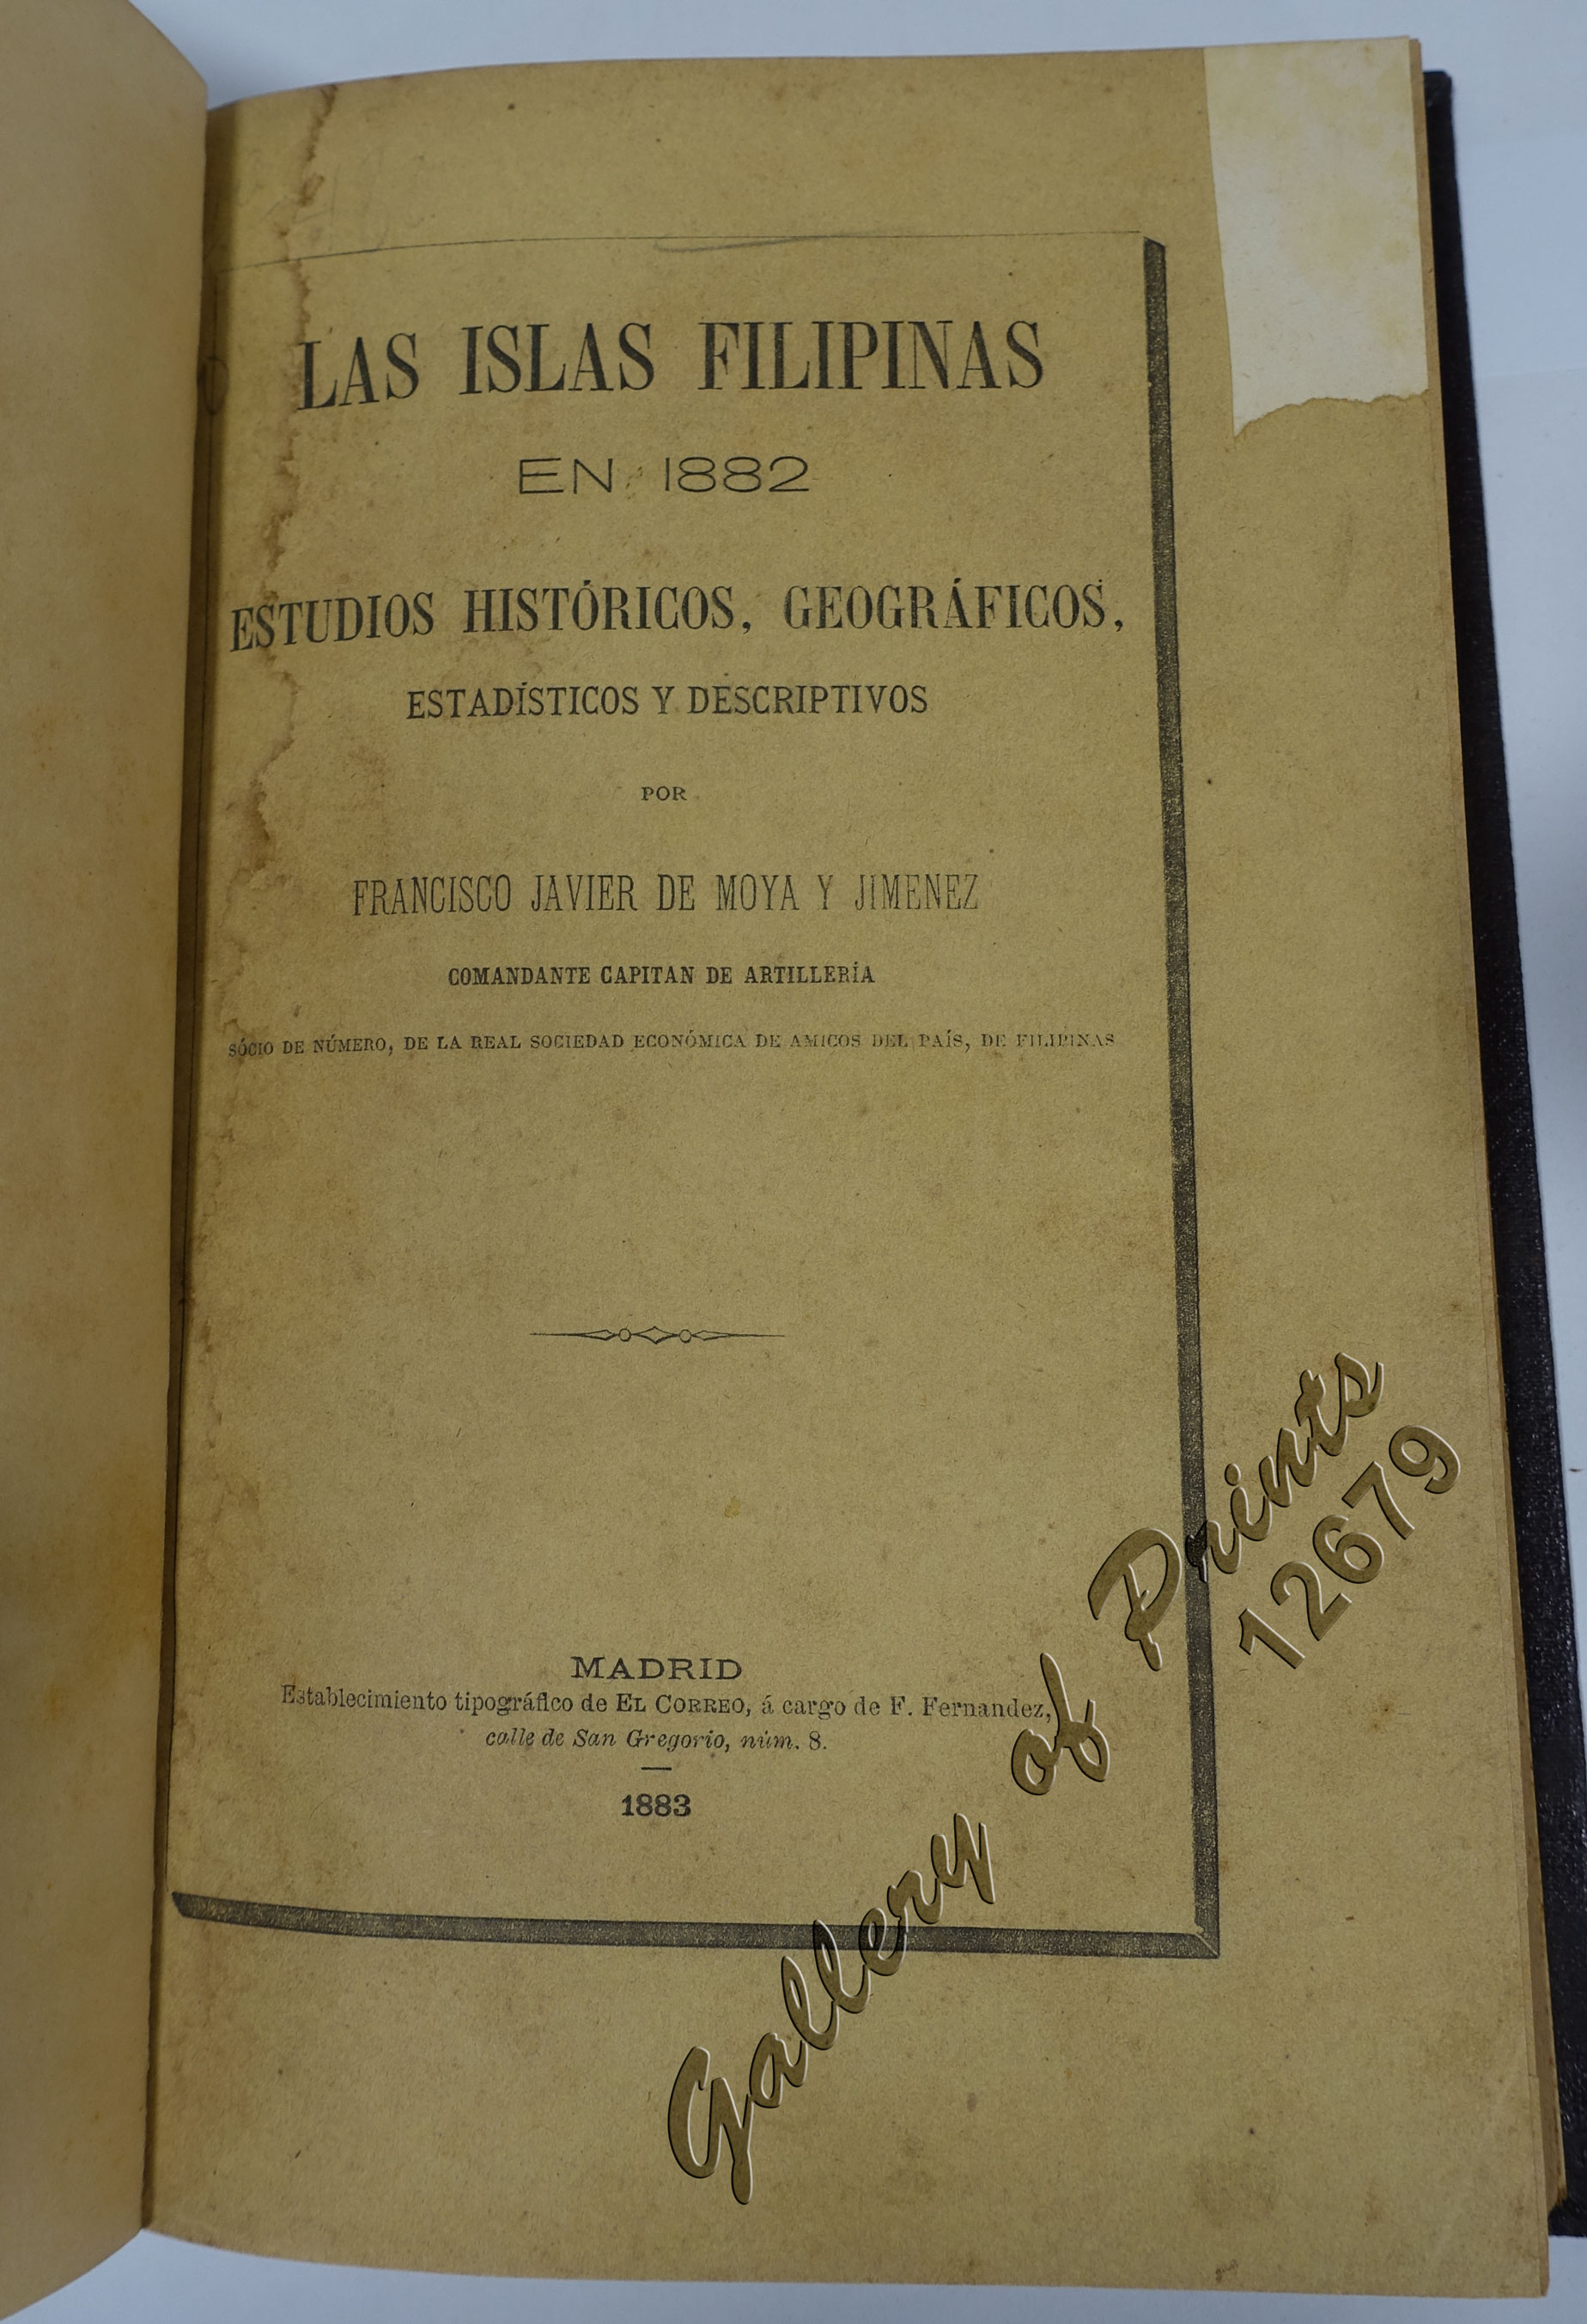 LAS ISLAS FILIPINAS
EN 1882
ESTUDIOS HISTÓRICOS, GEOGRÁFICOS,
ESTADÍSTICOS Y DESCRIPTIVOS
POR
FRANCISCO JAVIER DE MOYA Y JIMENEZ
COMANDANTE CAPITAN DE ARTILLERÍA
SÓCIO DE NÚMERO, DE LA REAL SOCIEDAD ECONÓMICA DE AMIGOS DEL PAÍS, DE FILIPINAS
MADRID
Establecimiento tipográfico de EL CORREO, á cargo de F. Fernandez,
calle de San Gregorio, núm. 8.
1883
Gallery of Prints
12679